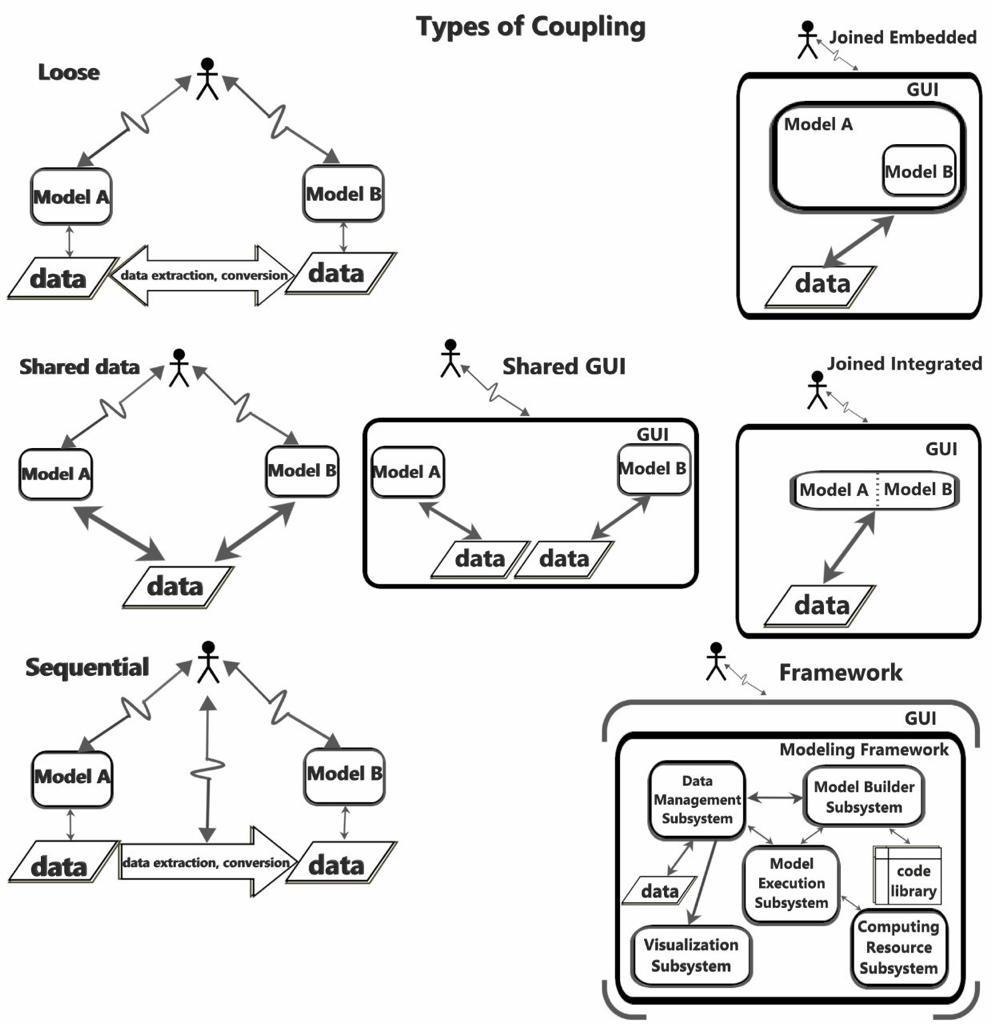 Types of Coupling
Loose
Model A
Model B
data
data extraction, conversion
data
Joined Embedded
GUI
Model A
Model B
data
Shared data
Model A
Model B
data
Shared GUI
GUI
Model A
Model B
data
data
Joined Integrated
GUI
Model A
Model B
data
Sequential
Model A
Model B
data
data extraction, conversion
data
Framework
GUI
Modeling Framework
Data
Management
Subsystem
Model Builder
Subsystem
Model
Execution
Subsystem
code
library
data
Visualization
Subsystem
Computing
Resource
Subsystem